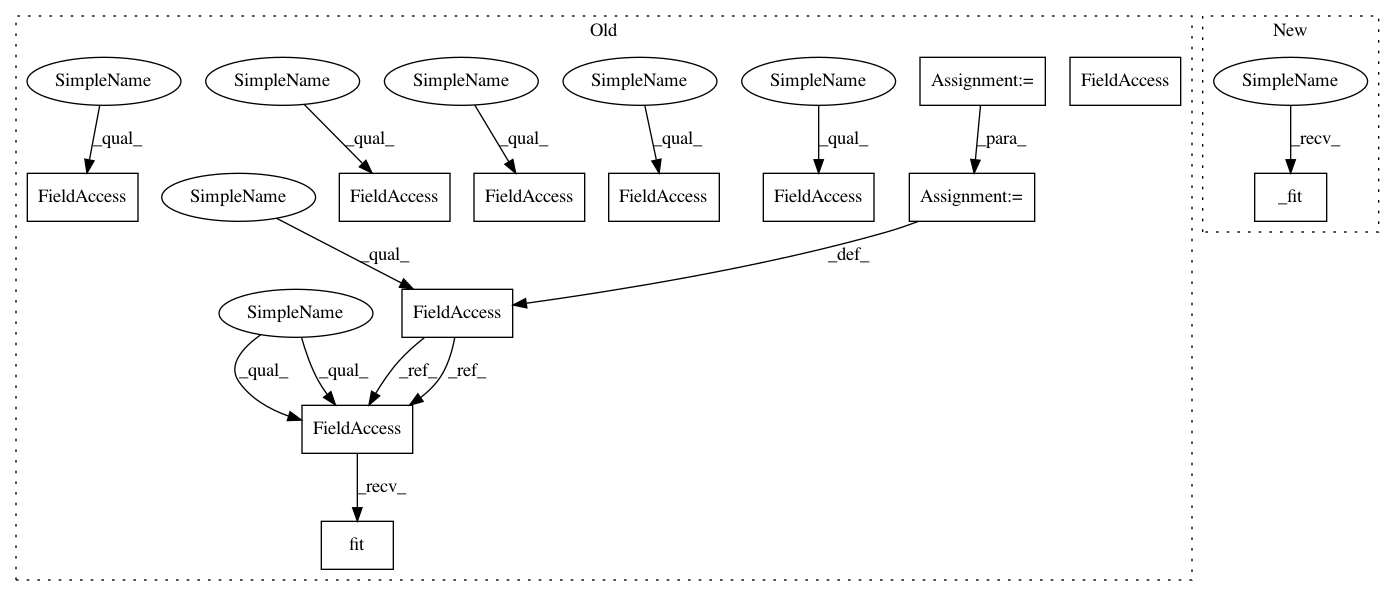 Old
New
SimpleName
SimpleName
SimpleName
SimpleName
SimpleName
Assignment:=
FieldAccess
SimpleName
_qual_
_qual_
_qual_
_qual_
_qual_
_para_
_recv_
FieldAccess
SimpleName
FieldAccess
FieldAccess
FieldAccess
FieldAccess
Assignment:=
_fit
_qual_
_def_
SimpleName
FieldAccess
_qual_
_qual_
_ref_
_ref_
FieldAccess
_recv_
fit